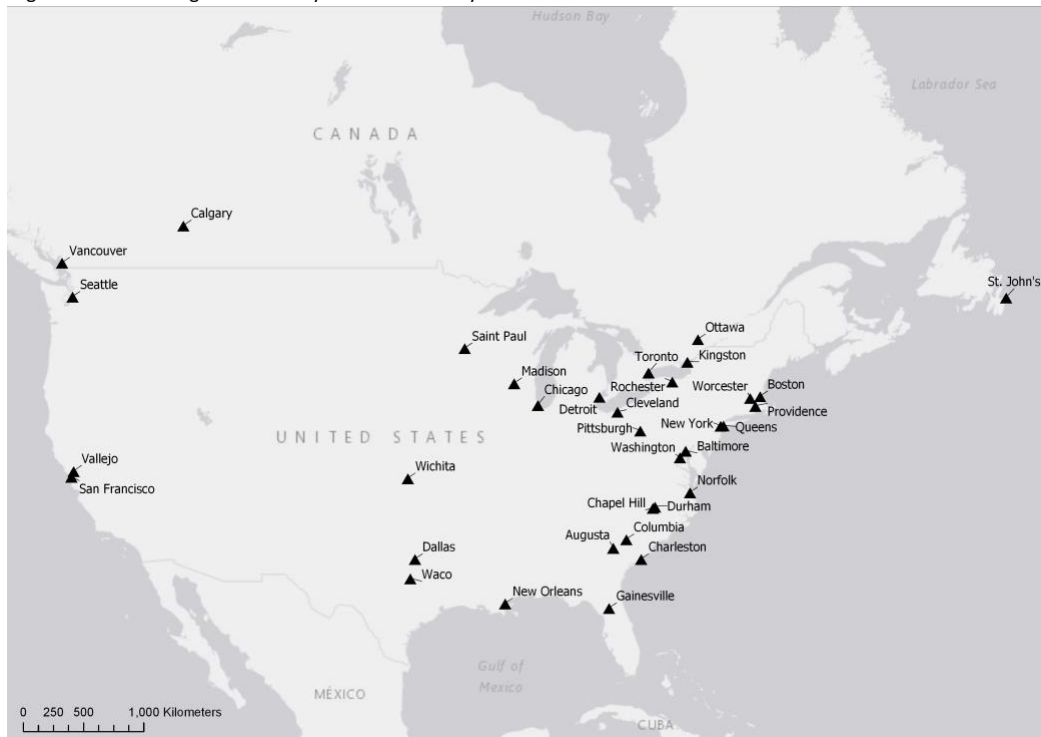 Hudson Bay
Labrador Sea
CANADA
Calgary
Vancouver
Seattle
St. John's
Ottawa
Saint Paul
Toronto
Kingston
Madison
Rochester
Worcester
Boston
Chicago
Detroit
Cleveland
Providence
Pittsburgh
New York
Queens
UNITED STATES
Washington
Baltimore
Vallejo
Wichita
San Francisco
Norfolk
Chapel Hill
Durham
Augusta
Columbia
Dallas
Charleston
Waco
New Orleans
Gainesville
Gulf of
Mexico
MÉXICO
0 250 500 1,000 Kilometers
CUBA